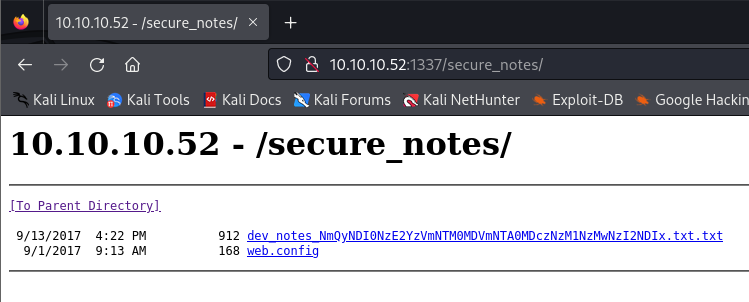 10.10.10.52 - /secure_notes/
10.10.10.52:1337/secure_notes/
Kali Linux Kali Tools Kali Docs Kali Forums Kali NetHunter Exploit-DB Google Hackin
10.10.10.52 - /secure_notes/
[To Parent Directory]
9/13/2017 4:22 PM 912 dev_notes_NmQyNDI0NzE2YzVmNTM0MDVmNTA0MDczNzM1NzMwNzI2NDIx.txt.txt
9/1/2017 9:13 AM 168 web.config